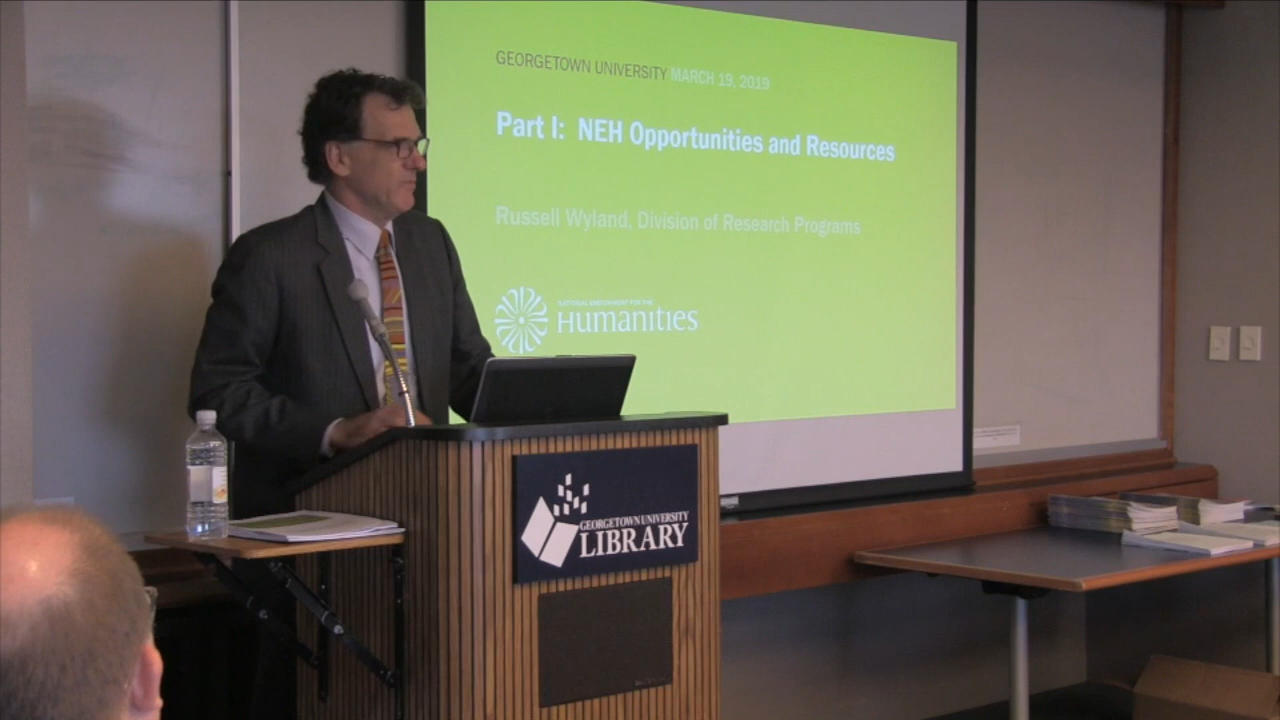 GEORGETOWN UNIVERSITY MARCH 19, 2019
Part I: NEH Opportunities and Resources
Russell Wyland, Division of Research Programs
NATIONAL ENDOWMENT FOR THE
Humanities
GEORGETOWN UNIVERSITY
LIBRARY